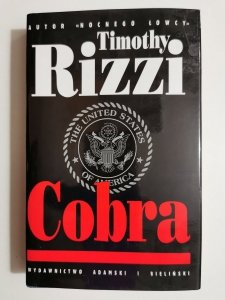 AUTOR »NOCNEGO ŁOWCY«
Timothy
Rizzi
THE UNITED STATES
OF AMERICA
Cobra
WYDAWNICTWO ADAMSKI I BIELIŃSKI